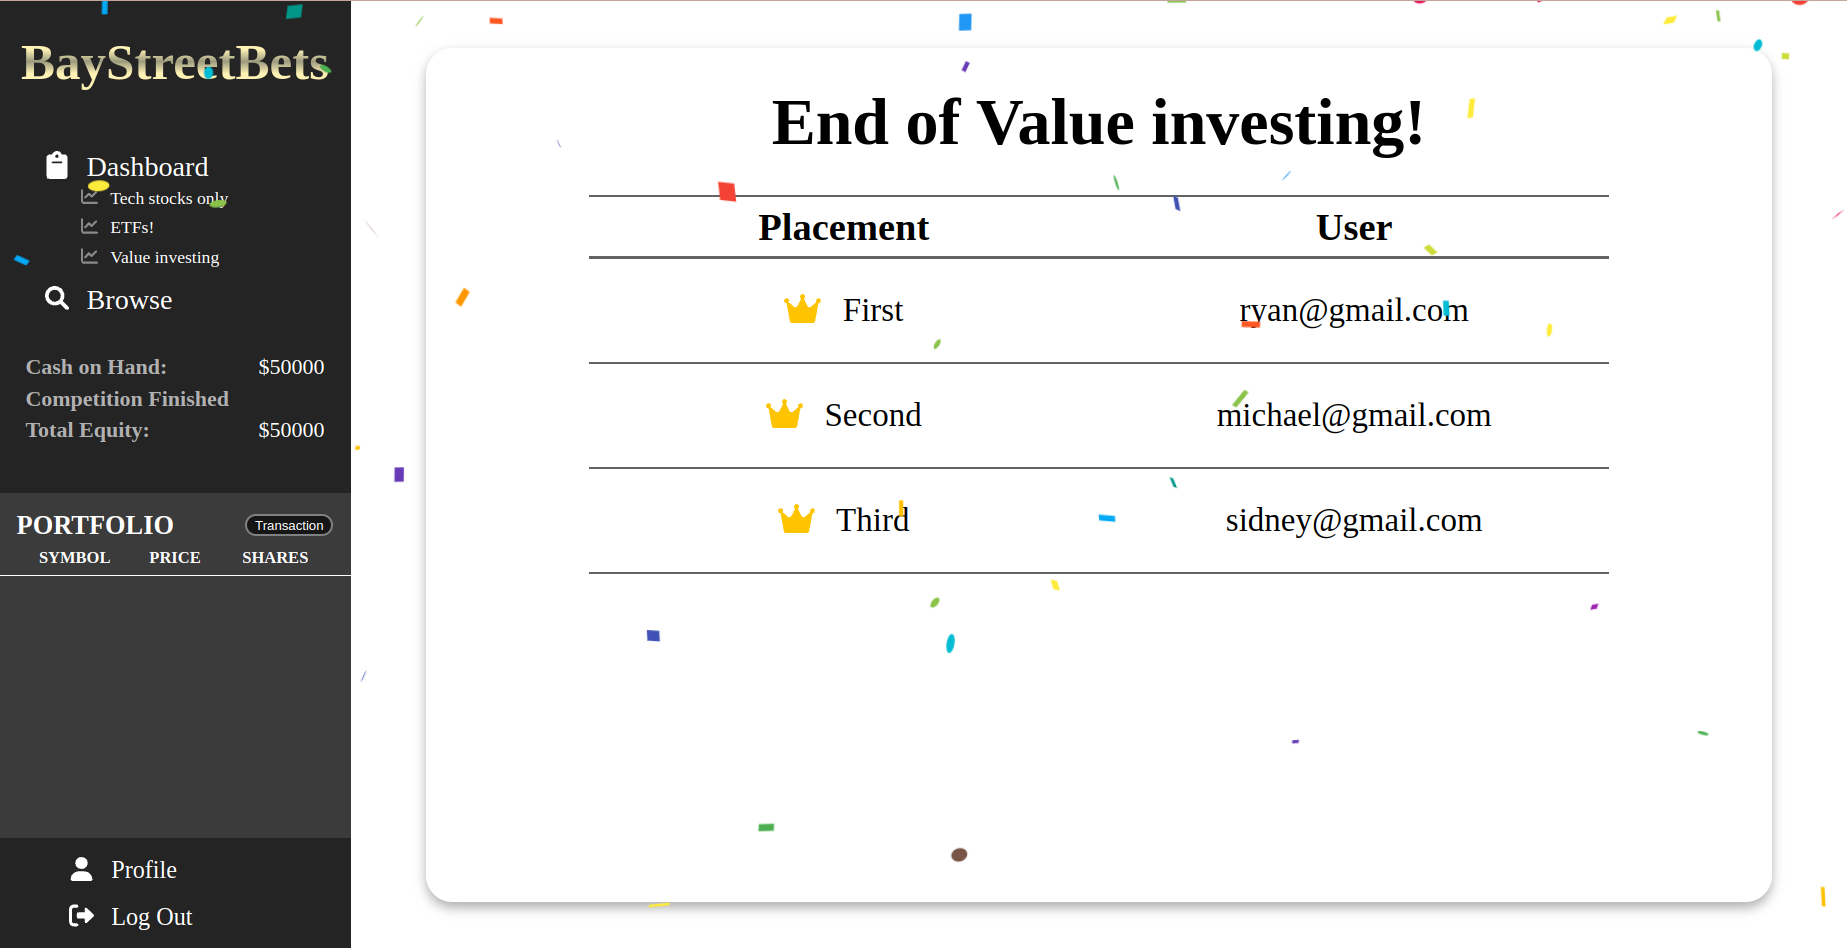 BayStreetBets
Dashboard
Tech stocks only
ETFs!
Value investing
Browse
Cash on Hand: $50000
Competition Finished
Total Equity: $50000
PORTFOLIO Transaction
SYMBOL PRICE SHARES
Profile
Log Out
End of Value investing!
Placement User
First ryan@gmail.com
Second michael@gmail.com
Third sidney@gmail.com